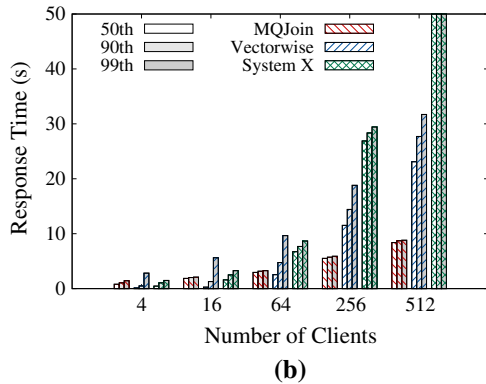 50
40
30
20
10
0
Response Time (s)
50th
90th
99th
MQJoin
Vectorwise
System X
4 16 64 256 512
Number of Clients
(b)